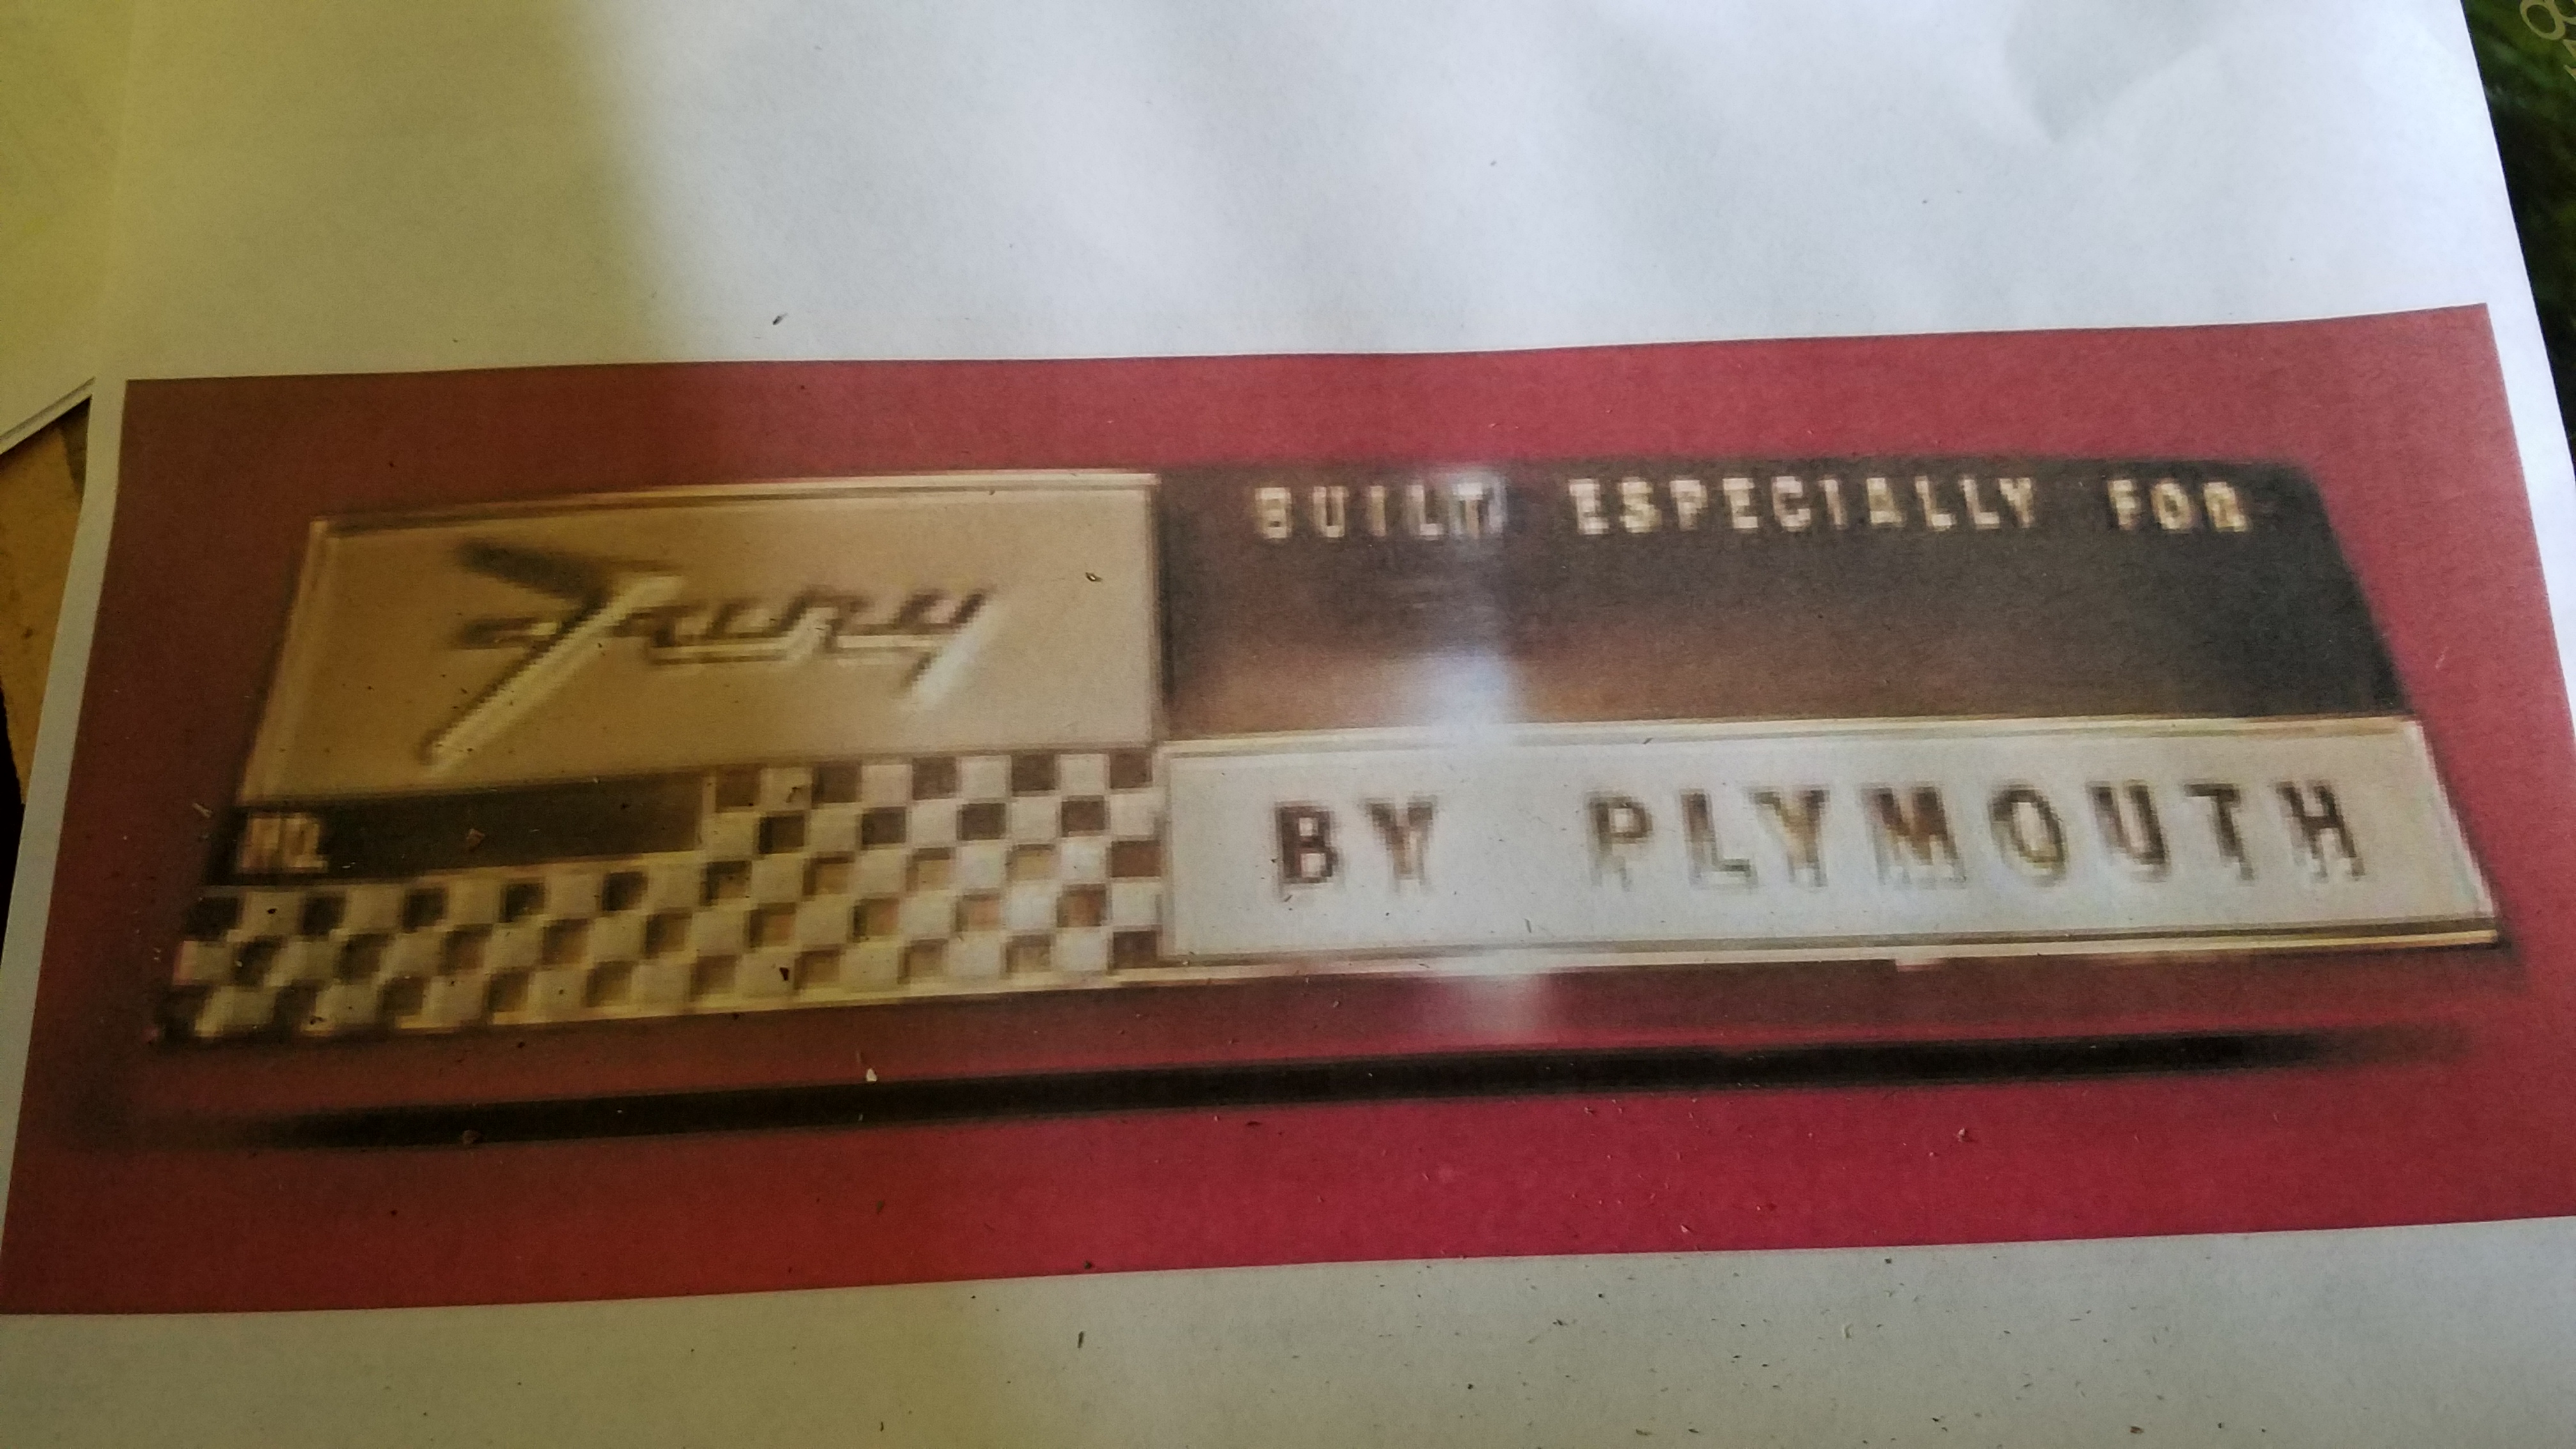 Fury
BUILT ESPECIALLY FOR
NO.
BY PLYMOUTH